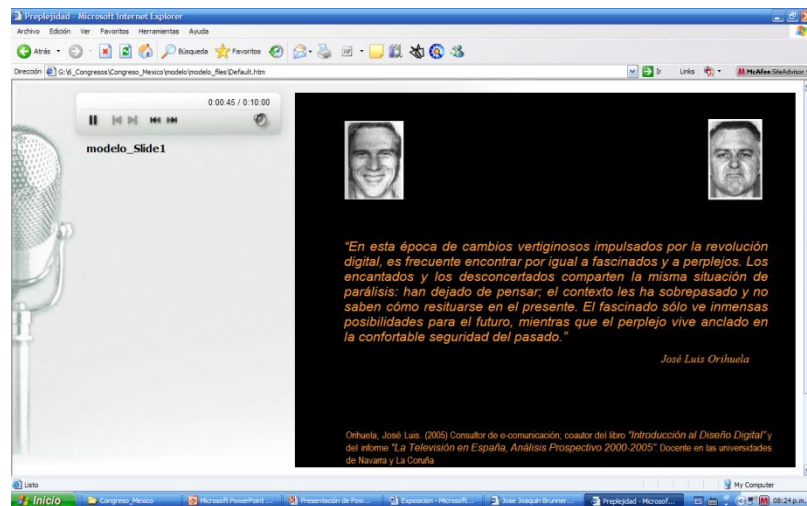 Preplejidad - Microsoft Internet Explorer
Archivo Edición Ver Favoritos Herramientas Ayuda
Atrás Búsqueda Favoritos
Dirección G:\6_Congresos\Congreso_Mexico\modelo\modelo_files\Default.htm Ir Links McAfee SiteAdvisor
0:00:45 / 0:10:00
modelo_Slide1
“En esta época de cambios vertiginosos impulsados por la revolución
digital, es frecuente encontrar por igual a fascinados y a perplejos. Los
encantados y los desconcertados comparten la misma situación de
parálisis: han dejado de pensar; el contexto les ha sobrepasado y no
saben cómo resituarse en el presente. El fascinado sólo ve inmensas
posibilidades para el futuro, mientras que el perplejo vive anclado en
la confortable seguridad del pasado.”
José Luis Orihuela
Orihuela, José Luis. (2005) Consultor de e-comunicación; coautor del libro "Introducción al Diseño Digital" y
del informe "La Televisión en España, Análisis Prospectivo 2000-2005". Docente en las universidades
de Navarra y La Coruña
Listo My Computer
Inicio Congreso_Mexico Microsoft PowerPoint ... Presentación de Pow... Exposicion - Microsoft... Jose Joaquin Brunner... Preplejidad - Microsof... ES 08:24 p.m.